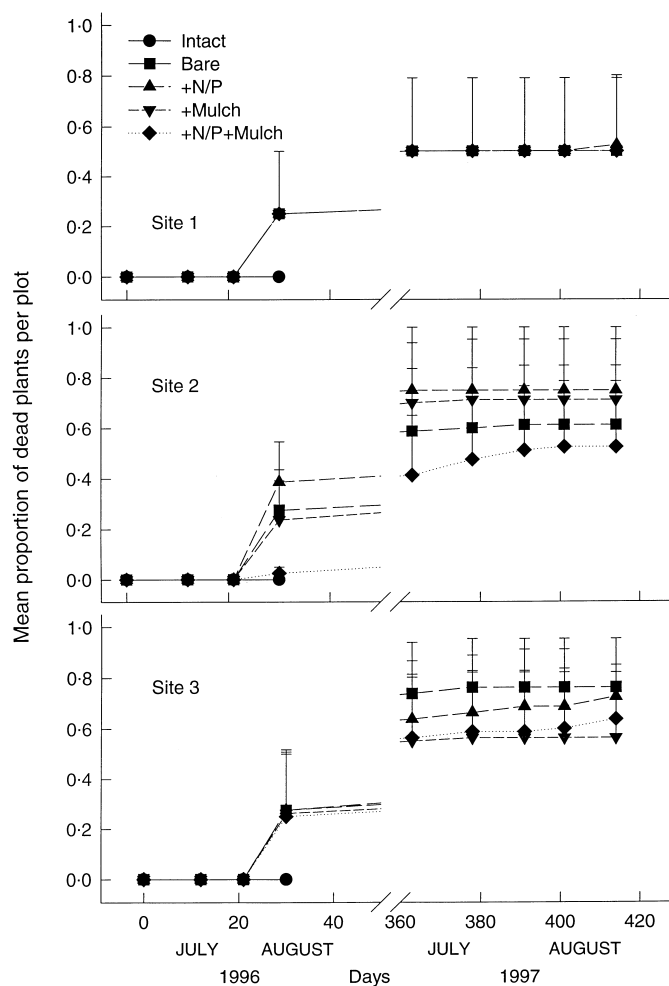 Mean proportion of dead plants per plot
1·0
0·8
0·6
0·4
0·2
0·0
Intact
Bare
+N/P
+Mulch
+N/P+Mulch
Site 1
1·0
0·8
0·6
0·4
0·2
0·0
Site 2
1·0
0·8
0·6
0·4
0·2
0·0
Site 3
0 20 40 360 380 400 420
JULY AUGUST JULY AUGUST
1996 Days 1997